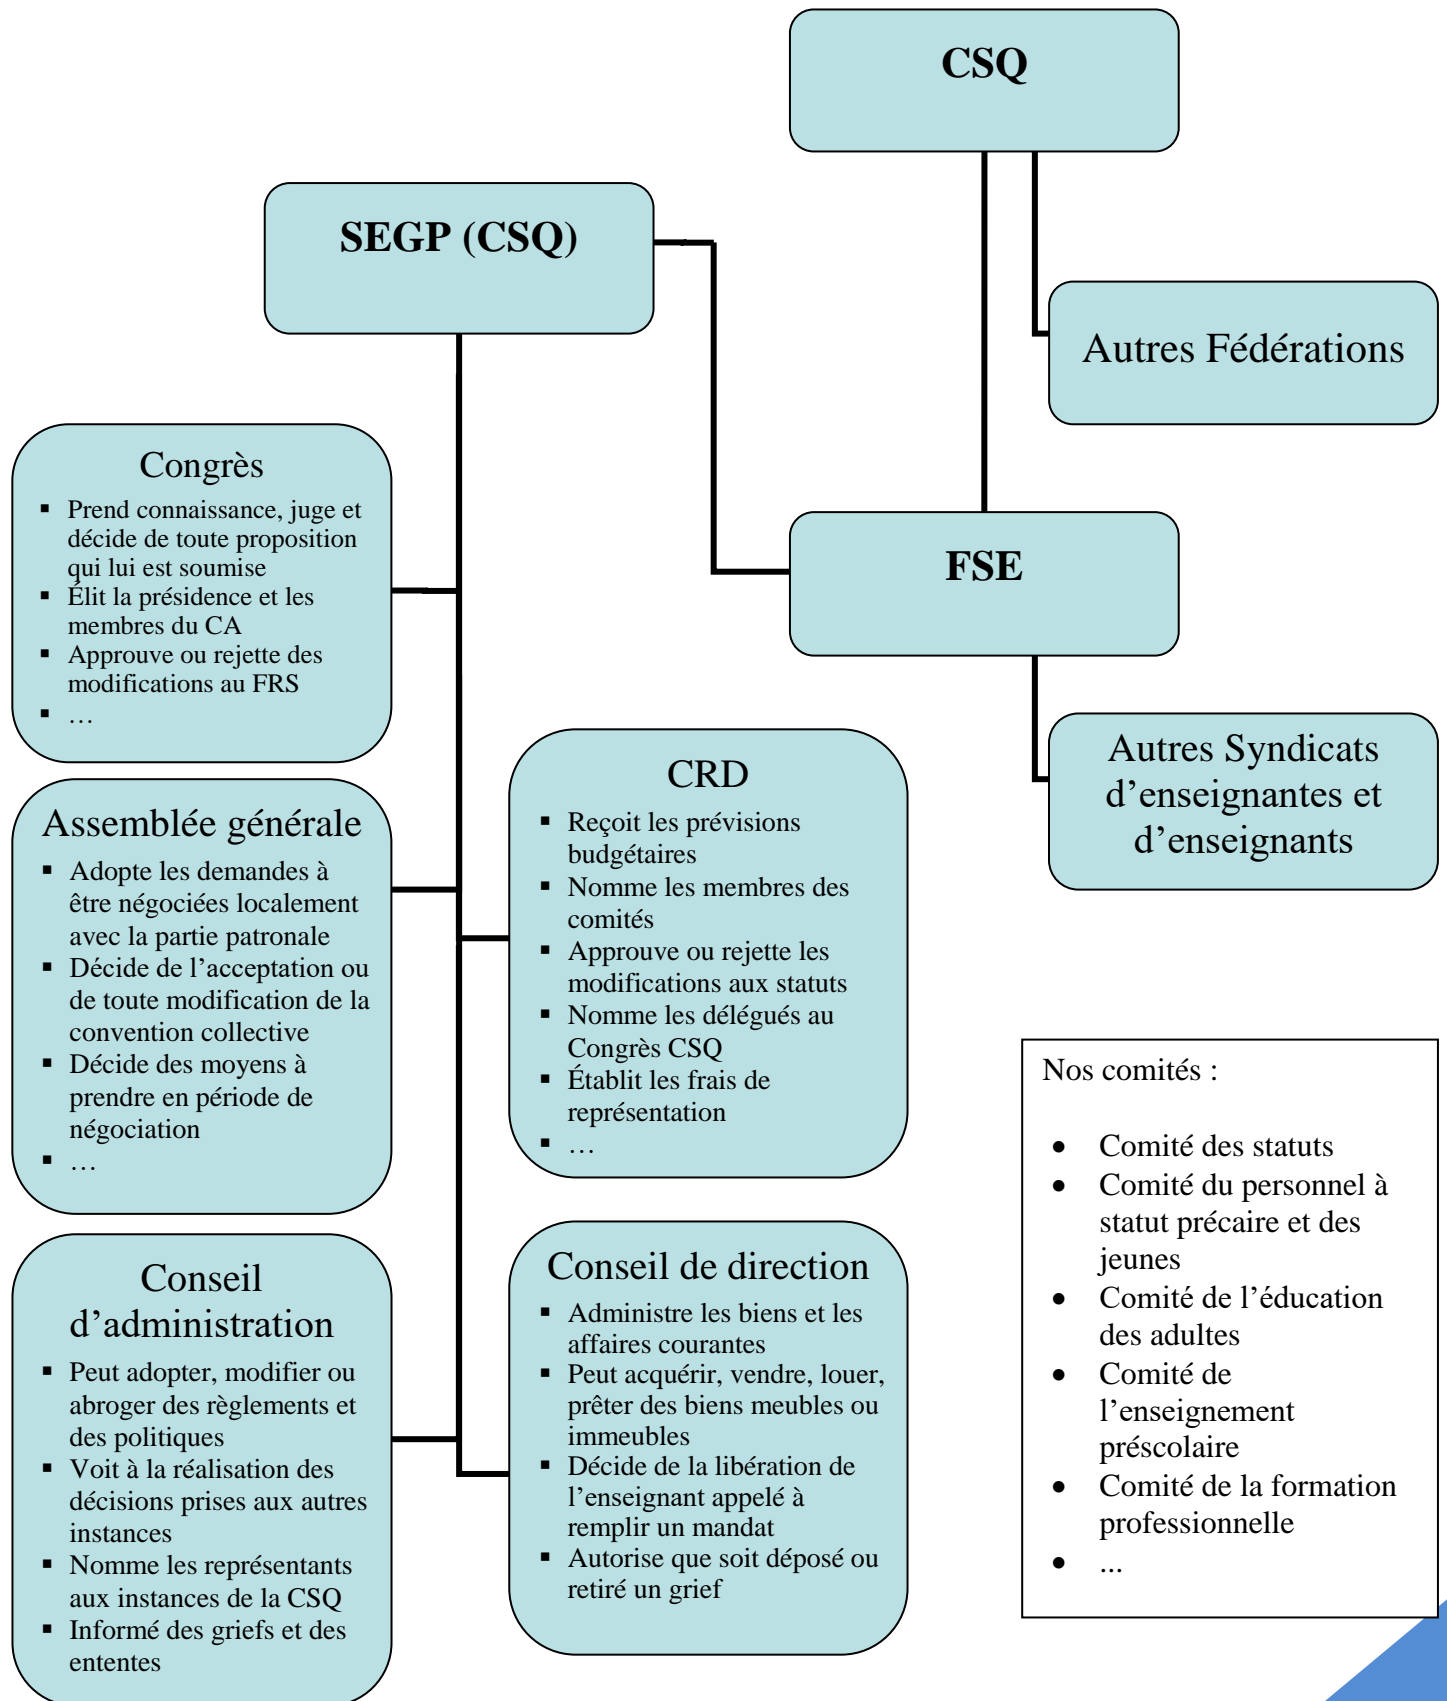 CSQ
SEGP (CSQ)
Autres Fédérations
FSE
Autres Syndicats
d’enseignantes et
d’enseignants
Congrès
▪ Prend connaissance, juge et
décide de toute proposition
qui lui est soumise
▪ Élit la présidence et les
membres du CA
▪ Approuve ou rejette des
modifications au FRS
▪ …
Assemblée générale
▪ Adopte les demandes à
être négociées localement
avec la partie patronale
▪ Décide de l’acceptation ou
de toute modification de la
convention collective
▪ Décide des moyens à
prendre en période de
négociation
▪ …
CRD
▪ Reçoit les prévisions
budgétaires
▪ Nomme les membres des
comités
▪ Approuve ou rejette les
modifications aux statuts
▪ Nomme les délégués au
Congrès CSQ
▪ Établit les frais de
représentation
▪ …
Conseil
d’administration
▪ Peut adopter, modifier ou
abroger des règlements et
des politiques
▪ Voit à la réalisation des
décisions prises aux autres
instances
▪ Nomme les représentants
aux instances de la CSQ
▪ Informé des griefs et des
ententes
Conseil de direction
▪ Administre les biens et les
affaires courantes
▪ Peut acquérir, vendre, louer,
prêter des biens meubles ou
immeubles
▪ Décide de la libération de
l’enseignant appelé à
remplir un mandat
▪ Autorise que soit déposé ou
retiré un grief
Nos comités :
• Comité des statuts
• Comité du personnel à
statut précaire et des
jeunes
• Comité de l’éducation
des adultes
• Comité de
l’enseignement
préscolaire
• Comité de la formation
professionnelle
• ...